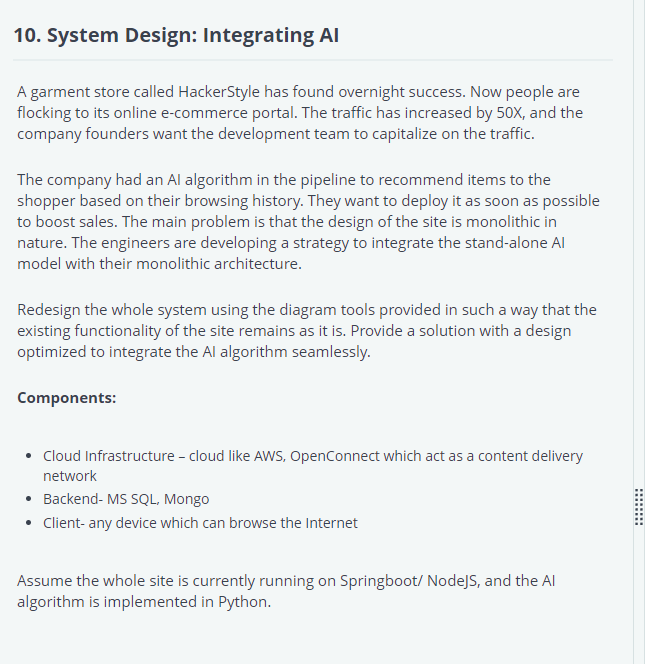 10. System Design: Integrating AI
A garment store called HackerStyle has found overnight success. Now people are
flocking to its online e-commerce portal. The traffic has increased by 50X, and the
company founders want the development team to capitalize on the traffic.
The company had an AI algorithm in the pipeline to recommend items to the
shopper based on their browsing history. They want to deploy it as soon as possible
to boost sales. The main problem is that the design of the site is monolithic in
nature. The engineers are developing a strategy to integrate the stand-alone AI
model with their monolithic architecture.
Redesign the whole system using the diagram tools provided in such a way that the
existing functionality of the site remains as it is. Provide a solution with a design
optimized to integrate the AI algorithm seamlessly.
Components:
• Cloud Infrastructure – cloud like AWS, OpenConnect which act as a content delivery
network
• Backend- MS SQL, Mongo
• Client- any device which can browse the Internet
Assume the whole site is currently running on Springboot/ NodeJS, and the AI
algorithm is implemented in Python.